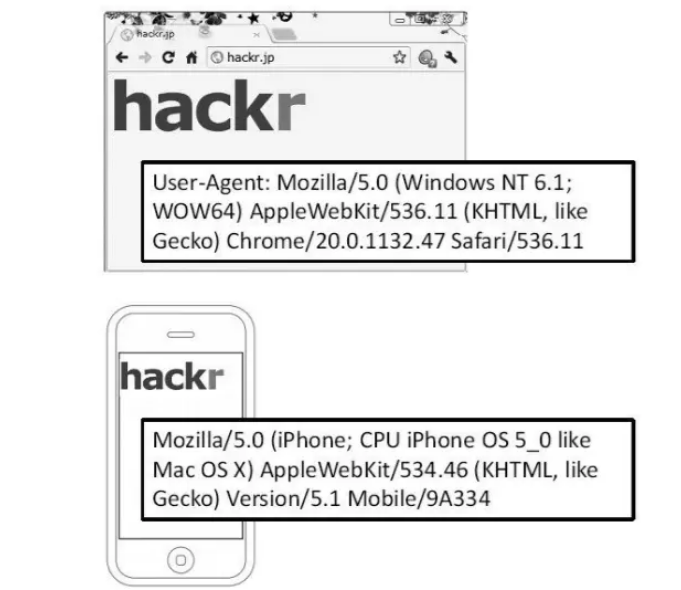 hackr.jp
hackr.jp
hackr
User-Agent: Mozilla/5.0 (Windows NT 6.1;
WOW64) AppleWebKit/536.11 (KHTML, like
Gecko) Chrome/20.0.1132.47 Safari/536.11
hackr
Mozilla/5.0 (iPhone; CPU iPhone OS 5_0 like
Mac OS X) AppleWebKit/534.46 (KHTML, like
Gecko) Version/5.1 Mobile/9A334